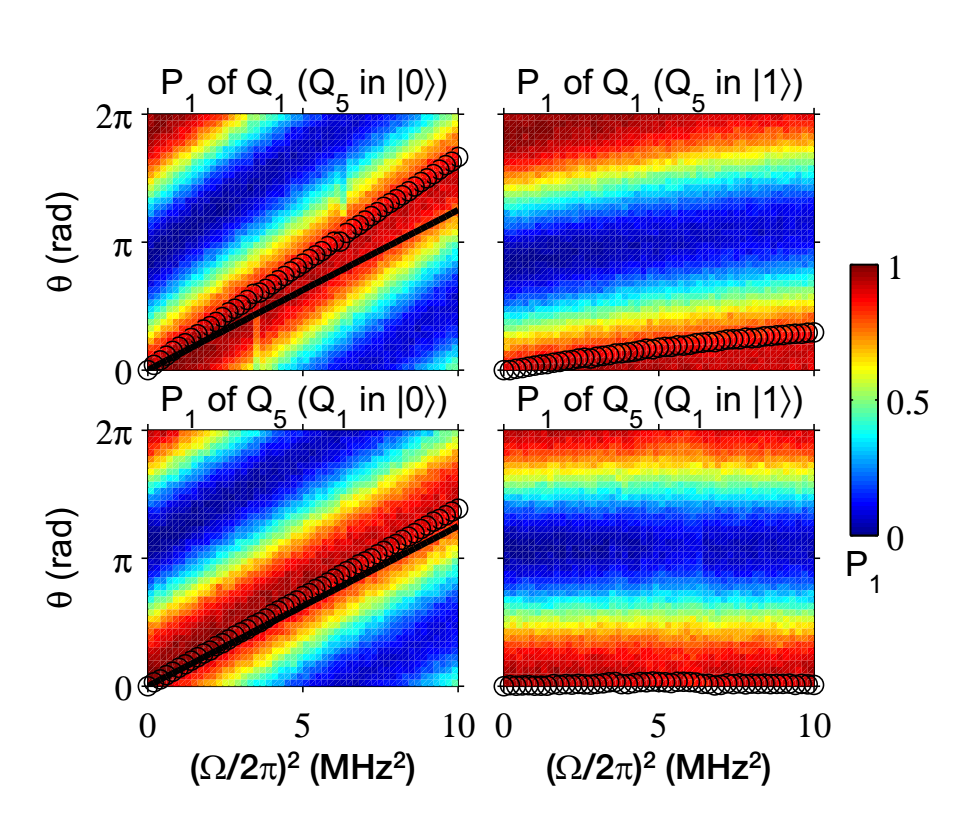 P₁ of Q₁ (Q₅ in |0⟩)
P₁ of Q₁ (Q₅ in |1⟩)
2π
π
0
θ (rad)
P₁ of Q₅ (Q₁ in |0⟩)
P₁ of Q₅ (Q₁ in |1⟩)
2π
π
0
θ (rad)
0 5 10
0 5 10
(Ω/2π)² (MHz²)
(Ω/2π)² (MHz²)
1
0.5
0
P₁